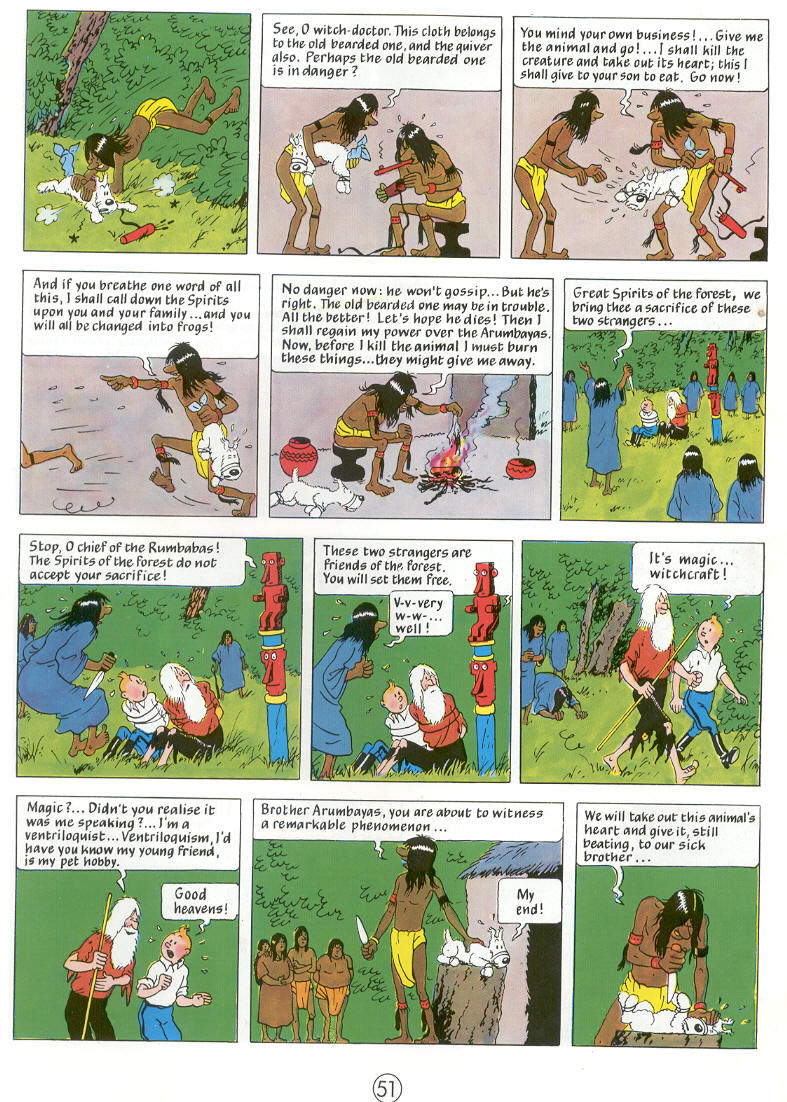 See, O witch-doctor. This cloth belongs
to the old bearded one, and the quiver
also. Perhaps the old bearded one
is in danger?
You mind your own business!... Give me
the animal and go!... I shall kill the
creature and take out its heart; this I
shall give to your son to eat. Go now!
And if you breathe one word of all
this, I shall call down the Spirits
upon you and your family...and you
will all be changed into frogs!
No danger now: he won't gossip... But he's
right. The old bearded one may be in trouble.
All the better! Let's hope he dies! Then I
shall regain my power over the Arumbayas.
Now, before I kill the animal I must burn
these things...they might give me away.
Great Spirits of the forest, we
bring thee a sacrifice of these
two strangers...
Stop, O chief of the Rumbabas!
The Spirits of the forest do not
accept your sacrifice!
These two strangers are
friends of the forest.
You will set them free.
V-v-very
w-w-...
well!
It's magic...
witchcraft!
Magic?... Didn't you realise it
was me speaking?... I'm a
ventriloquist... Ventriloquism, I'd
have you know my young friend,
is my pet hobby.
Good
heavens!
Brother Arumbayas, you are about to witness
a remarkable phenomenon...
My
end!
We will take out this animal's
heart and give it, still
beating, to our sick
brother...
51